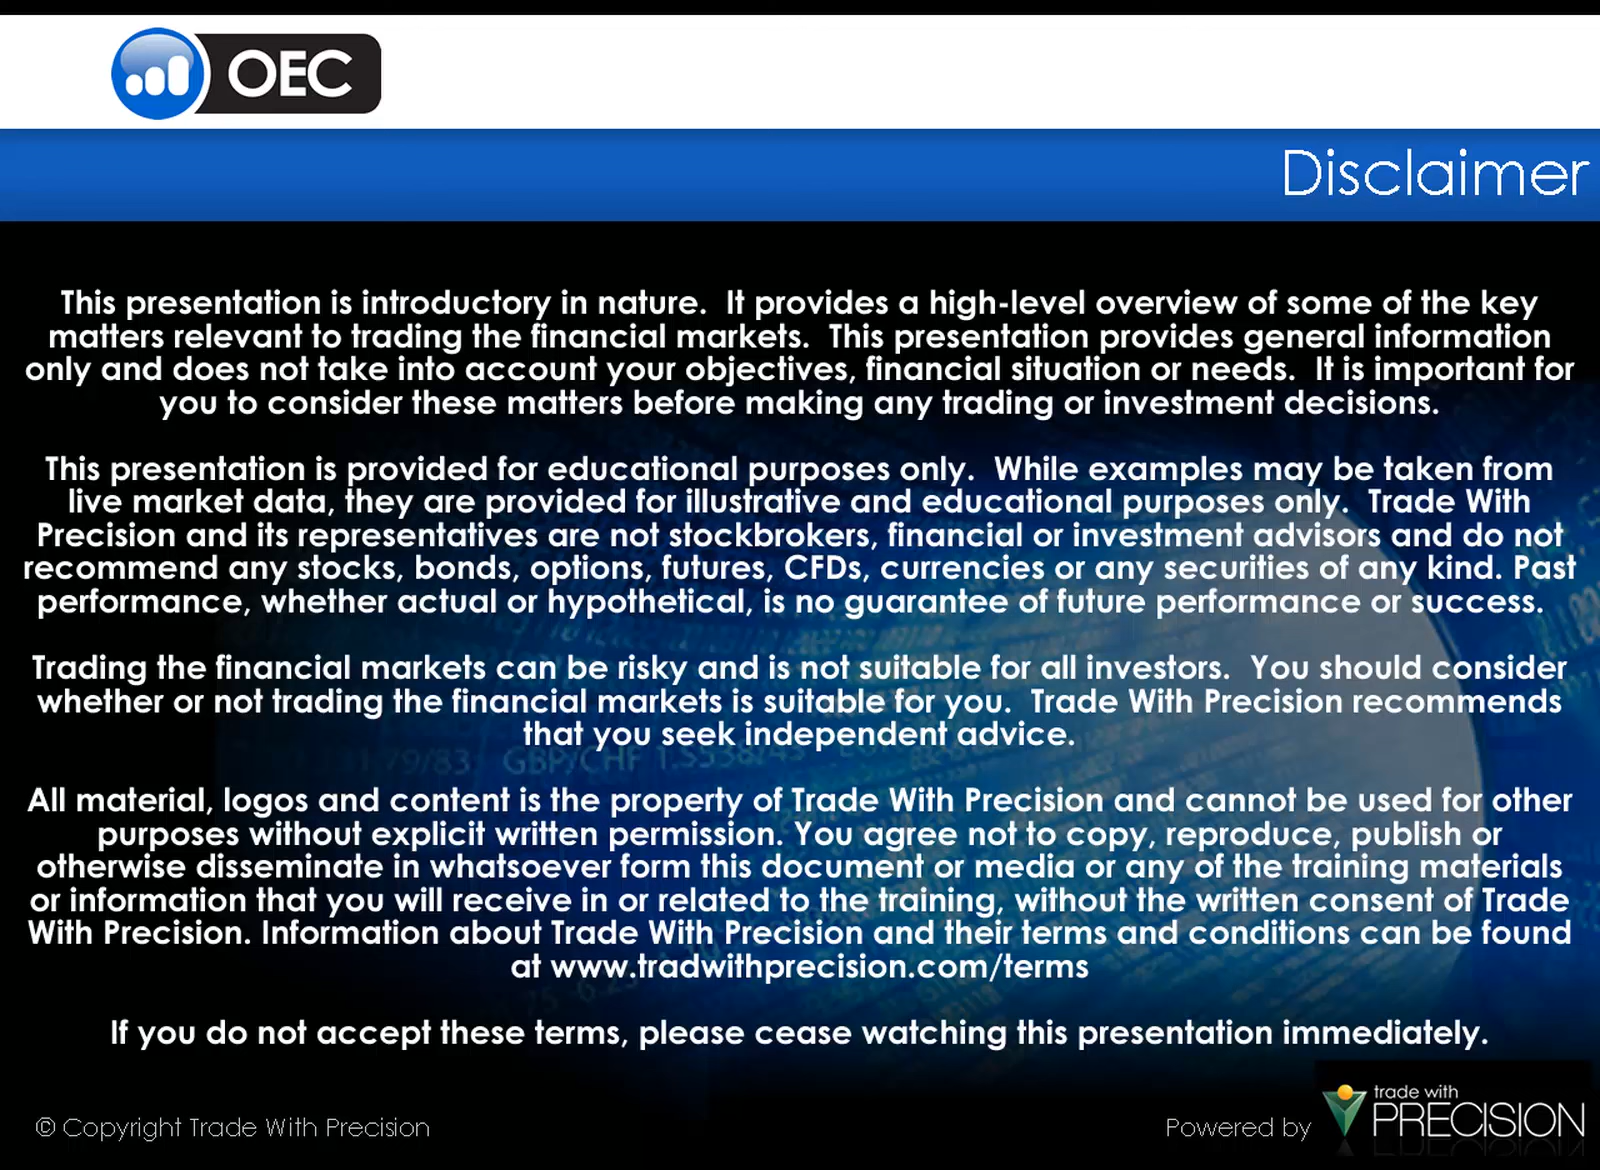 OEC
Disclaimer
This presentation is introductory in nature.  It provides a high-level overview of some of the key
matters relevant to trading the financial markets.  This presentation provides general information
only and does not take into account your objectives, financial situation or needs.  It is important for
you to consider these matters before making any trading or investment decisions.
This presentation is provided for educational purposes only.  While examples may be taken from
live market data, they are provided for illustrative and educational purposes only.  Trade With
Precision and its representatives are not stockbrokers, financial or investment advisors and do not
recommend any stocks, bonds, options, futures, CFDs, currencies or any securities of any kind. Past
performance, whether actual or hypothetical, is no guarantee of future performance or success.
Trading the financial markets can be risky and is not suitable for all investors.  You should consider
whether or not trading the financial markets is suitable for you.  Trade With Precision recommends
that you seek independent advice.
GBP/CHF
All material, logos and content is the property of Trade With Precision and cannot be used for other
purposes without explicit written permission. You agree not to copy, reproduce, publish or
otherwise disseminate in whatsoever form this document or media or any of the training materials
or information that you will receive in or related to the training, without the written consent of Trade
With Precision. Information about Trade With Precision and their terms and conditions can be found
at www.tradwithprecision.com/terms
If you do not accept these terms, please cease watching this presentation immediately.
© Copyright Trade With Precision
Powered by
trade with
PRECISION